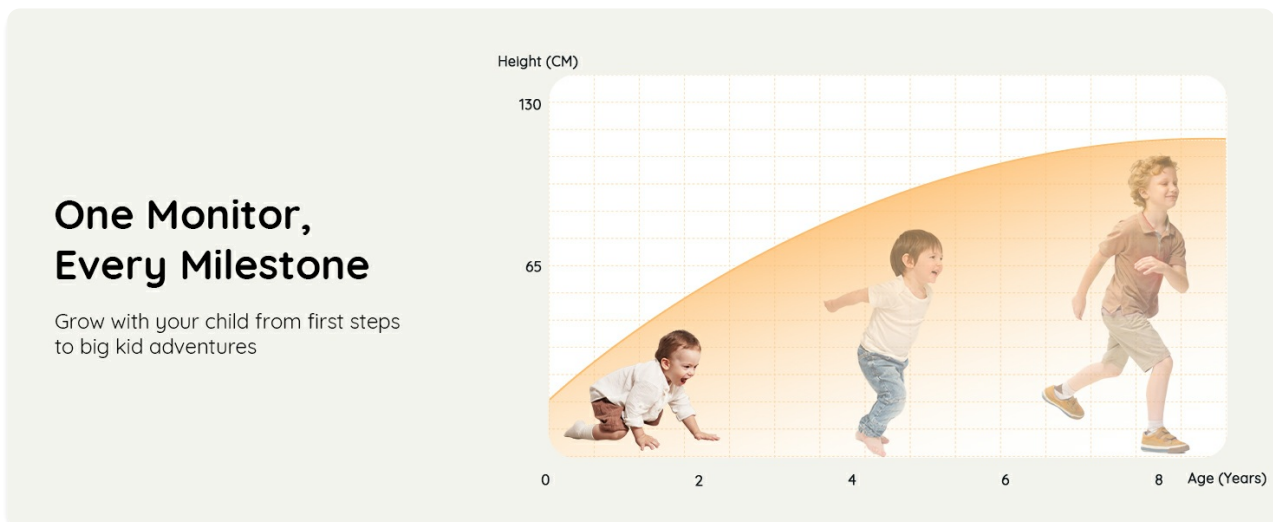 One Monitor,
Every Milestone
Grow with your child from first steps
to big kid adventures
Height (CM)
130
65
0
2
4
6
8
Age (Years)